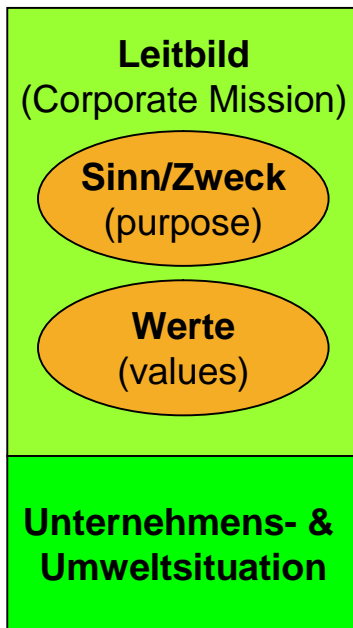 Leitbild
(Corporate Mission)
Sinn/Zweck
(purpose)
Werte
(values)
Unternehmens- &
Umweltsituation